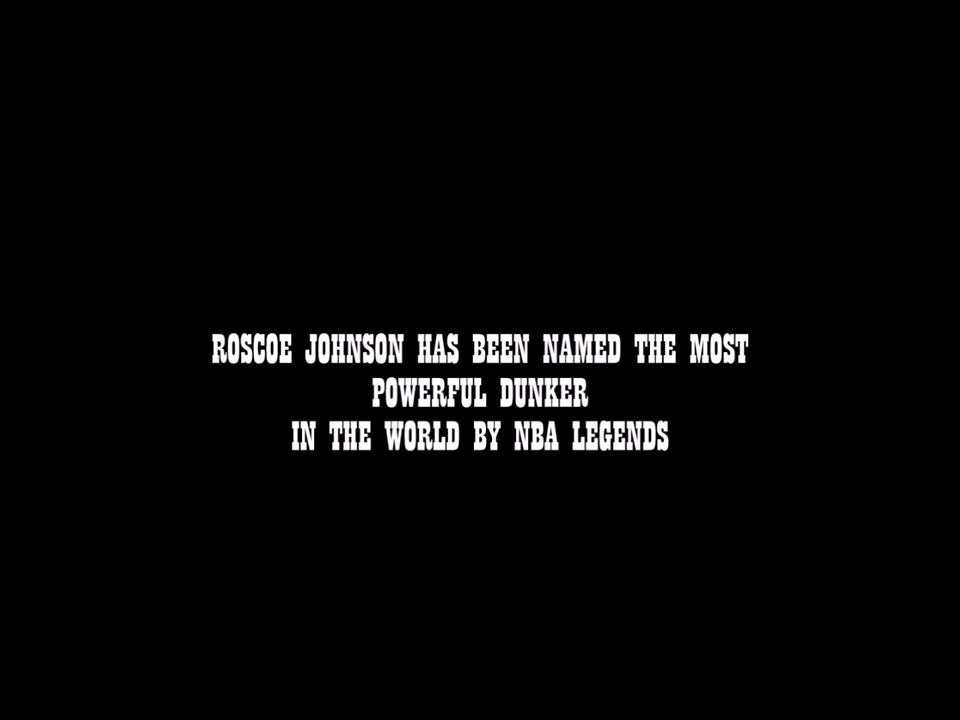 ROSCOE JOHNSON HAS BEEN NAMED THE MOST
POWERFUL DUNKER
IN THE WORLD BY NBA LEGENDS